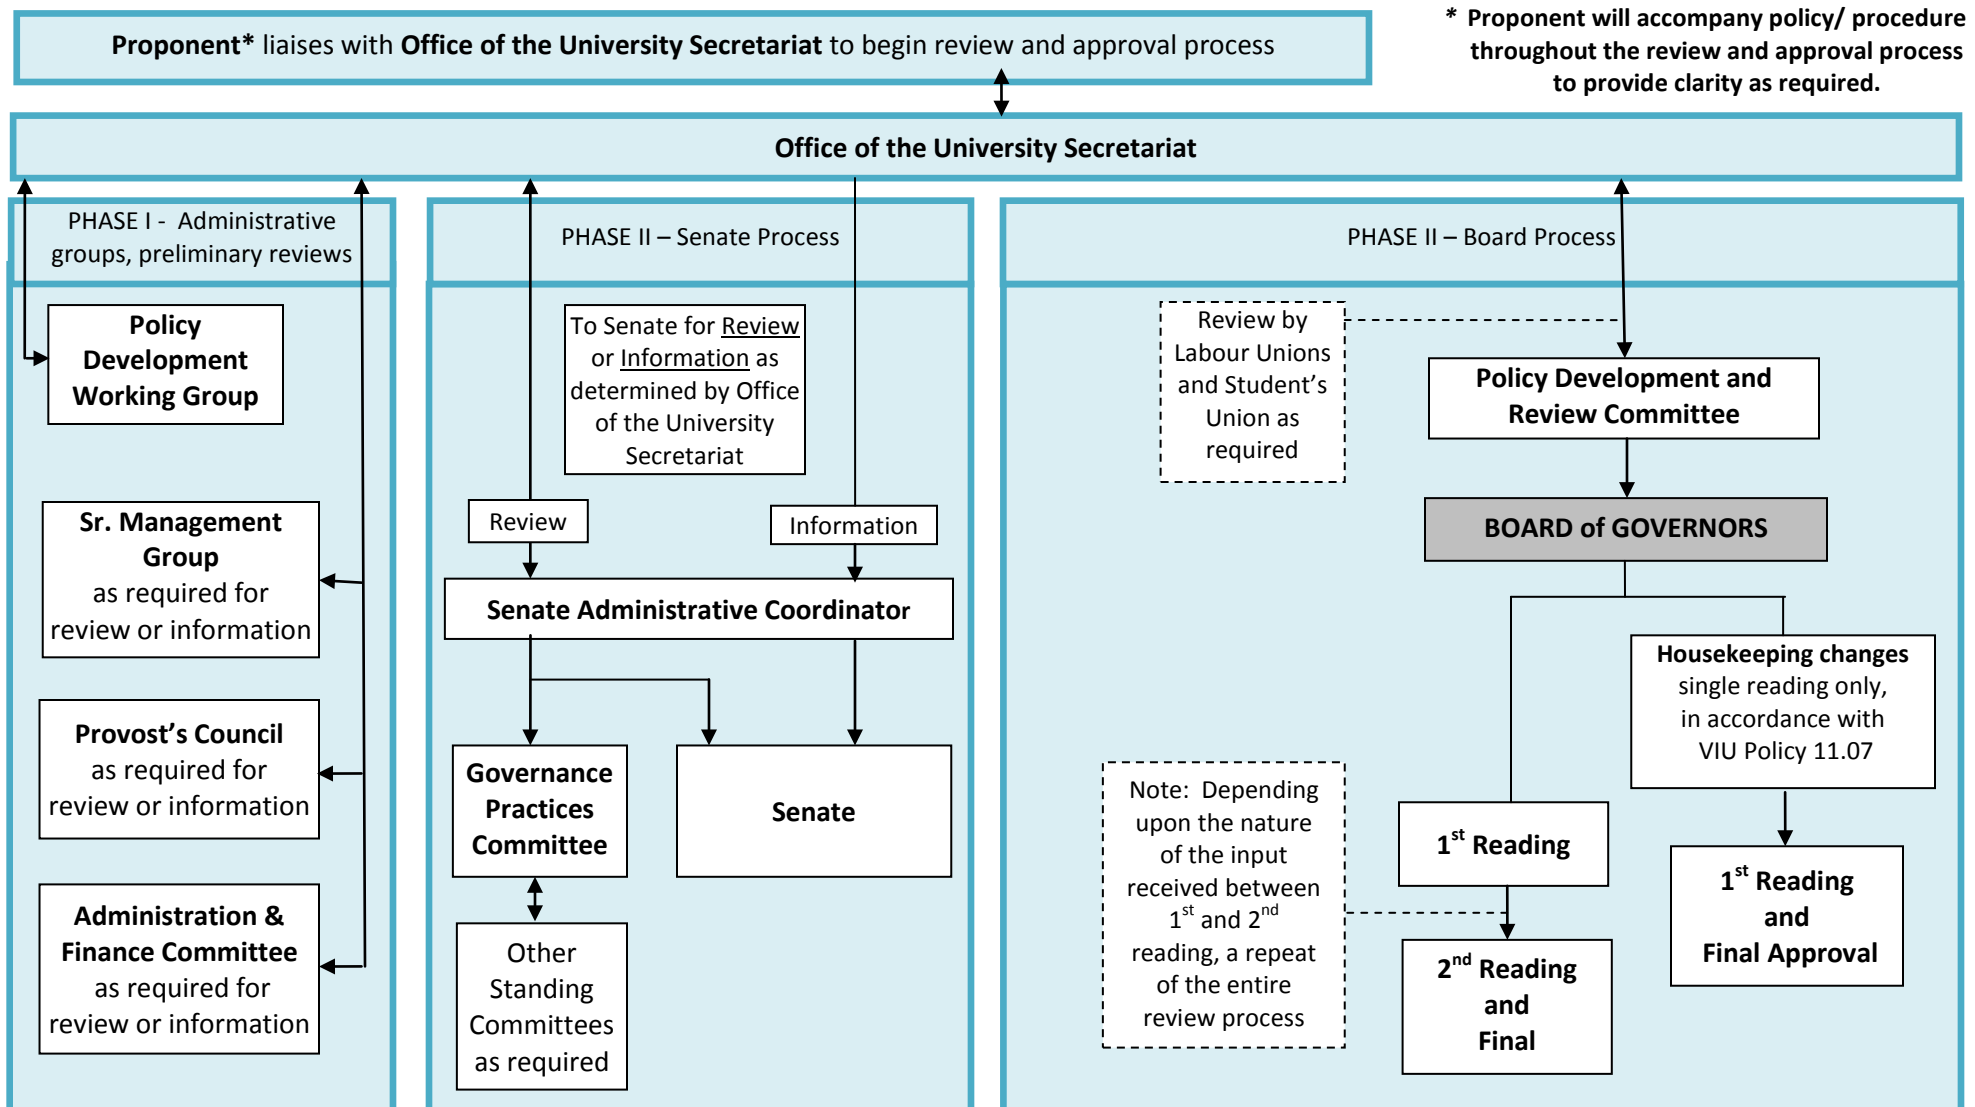 Proponent* liaises with Office of the University Secretariat to begin review and approval process
* Proponent will accompany policy/ procedure
throughout the review and approval process
to provide clarity as required.
Office of the University Secretariat
PHASE I - Administrative
groups, preliminary reviews
Policy
Development
Working Group
Sr. Management
Group
as required for
review or information
Provost’s Council
as required for
review or information
Administration &
Finance Committee
as required for
review or information
PHASE II – Senate Process
To Senate for Review
or Information as
determined by Office
of the University
Secretariat
Review
Information
Senate Administrative Coordinator
Governance
Practices
Committee
Senate
Other
Standing
Committees
as required
PHASE II – Board Process
Review by
Labour Unions
and Student’s
Union as
required
Policy Development and
Review Committee
BOARD of GOVERNORS
Housekeeping changes
single reading only,
in accordance with
VIU Policy 11.07
Note: Depending
upon the nature
of the input
received between
1st and 2nd
reading, a repeat
of the entire
review process
1st Reading
2nd Reading
and
Final
1st Reading
and
Final Approval